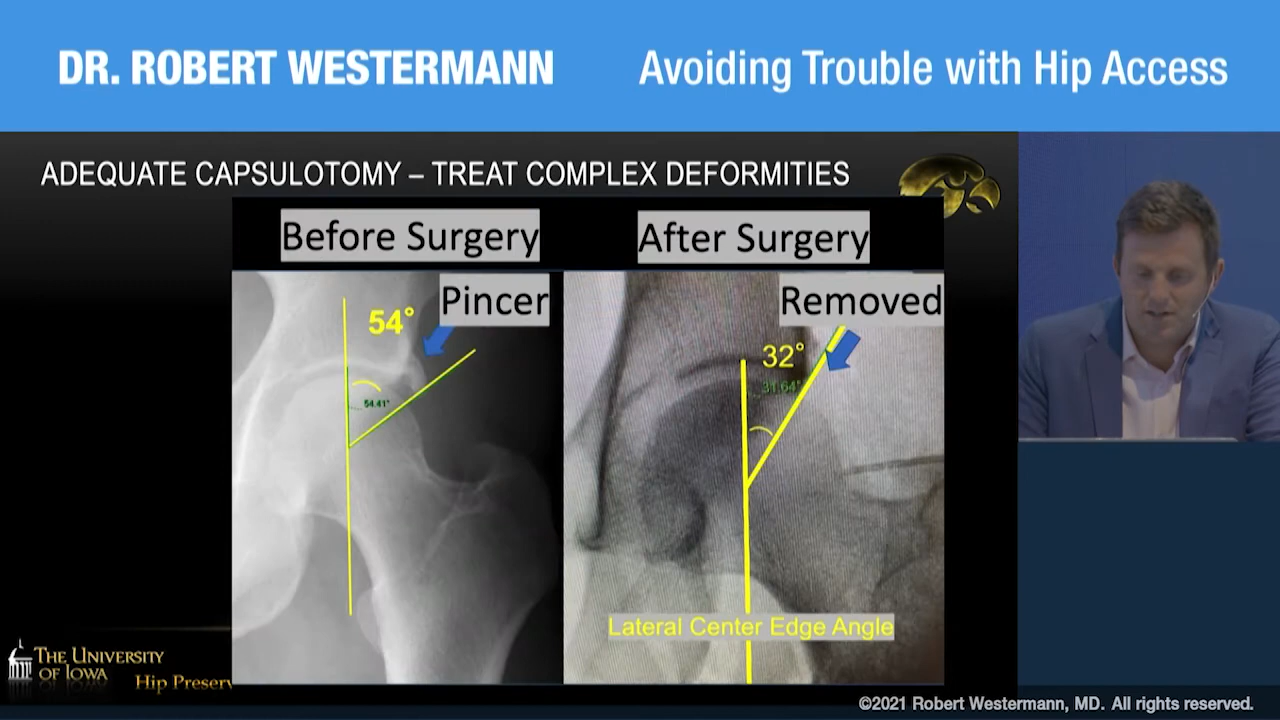 DR. ROBERT WESTERMANN
Avoiding Trouble with Hip Access
ADEQUATE CAPSULOTOMY – TREAT COMPLEX DEFORMITIES
Before Surgery
After Surgery
Pincer
Removed
54°
54.41°
32°
31.64°
Lateral Center Edge Angle
THE UNIVERSITY
OF IOWA
Hip Preserv
©2021 Robert Westermann, MD. All rights reserved.